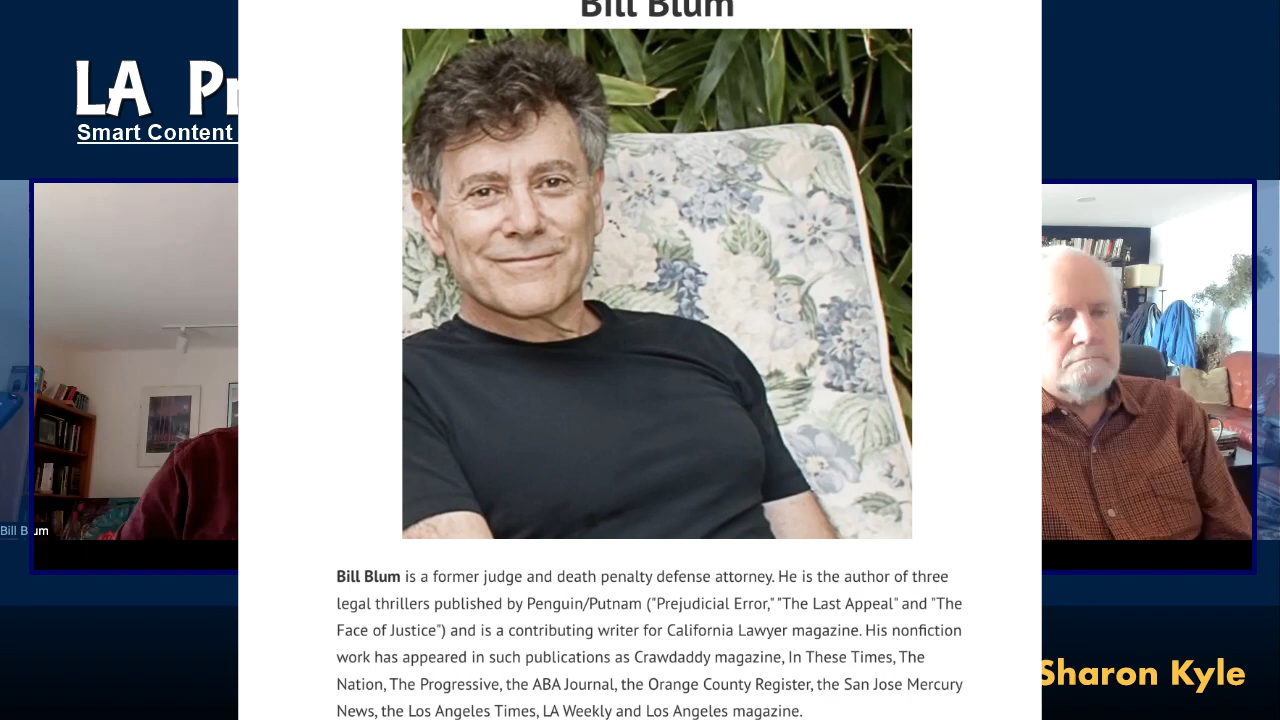 Bill Blum
LA Pr
Smart Content
Bill Blum
Bill Blum is a former judge and death penalty defense attorney. He is the author of three
legal thrillers published by Penguin/Putnam ("Prejudicial Error," "The Last Appeal" and "The
Face of Justice") and is a contributing writer for California Lawyer magazine. His nonfiction
work has appeared in such publications as Crawdaddy magazine, In These Times, The
Nation, The Progressive, the ABA Journal, the Orange County Register, the San Jose Mercury
News, the Los Angeles Times, LA Weekly and Los Angeles magazine.
Sharon Kyle